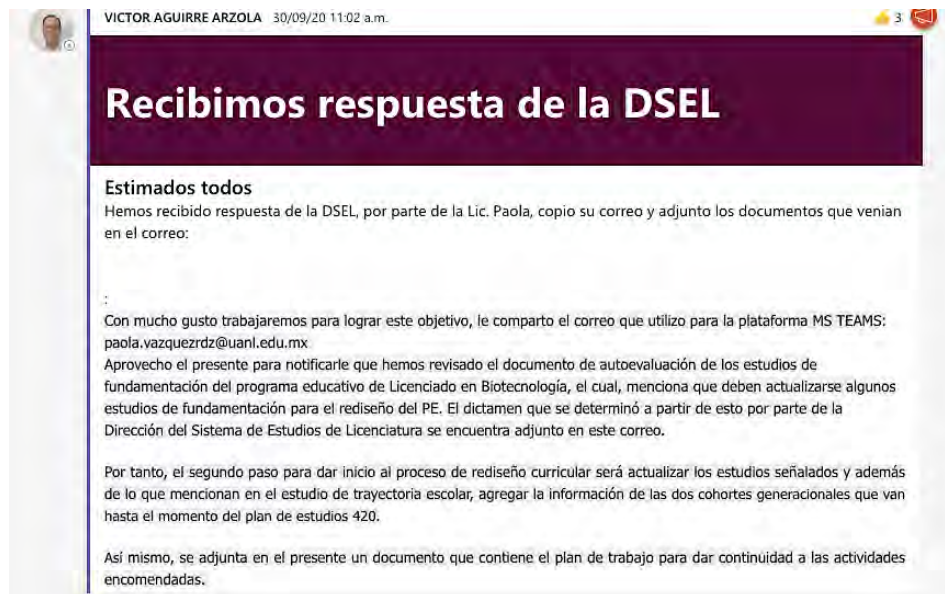 VICTOR AGUIRRE ARZOLA 30/09/20 11:02 a.m.
3
Recibimos respuesta de la DSEL
Estimados todos
Hemos recibido respuesta de la DSEL, por parte de la Lic. Paola, copio su correo y adjunto los documentos que venian
en el correo:
:
Con mucho gusto trabajaremos para lograr este objetivo, le comparto el correo que utilizo para la plataforma MS TEAMS:
paola.vazquezrdz@uanl.edu.mx
Aprovecho el presente para notificarle que hemos revisado el documento de autoevaluación de los estudios de
fundamentación del programa educativo de Licenciado en Biotecnología, el cual, menciona que deben actualizarse algunos
estudios de fundamentación para el rediseño del PE. El dictamen que se determinó a partir de esto por parte de la
Dirección del Sistema de Estudios de Licenciatura se encuentra adjunto en este correo.
Por tanto, el segundo paso para dar inicio al proceso de rediseño curricular será actualizar los estudios señalados y además
de lo que mencionan en el estudio de trayectoria escolar, agregar la información de las dos cohortes generacionales que van
hasta el momento del plan de estudios 420.
Así mismo, se adjunta en el presente un documento que contiene el plan de trabajo para dar continuidad a las actividades
encomendadas.